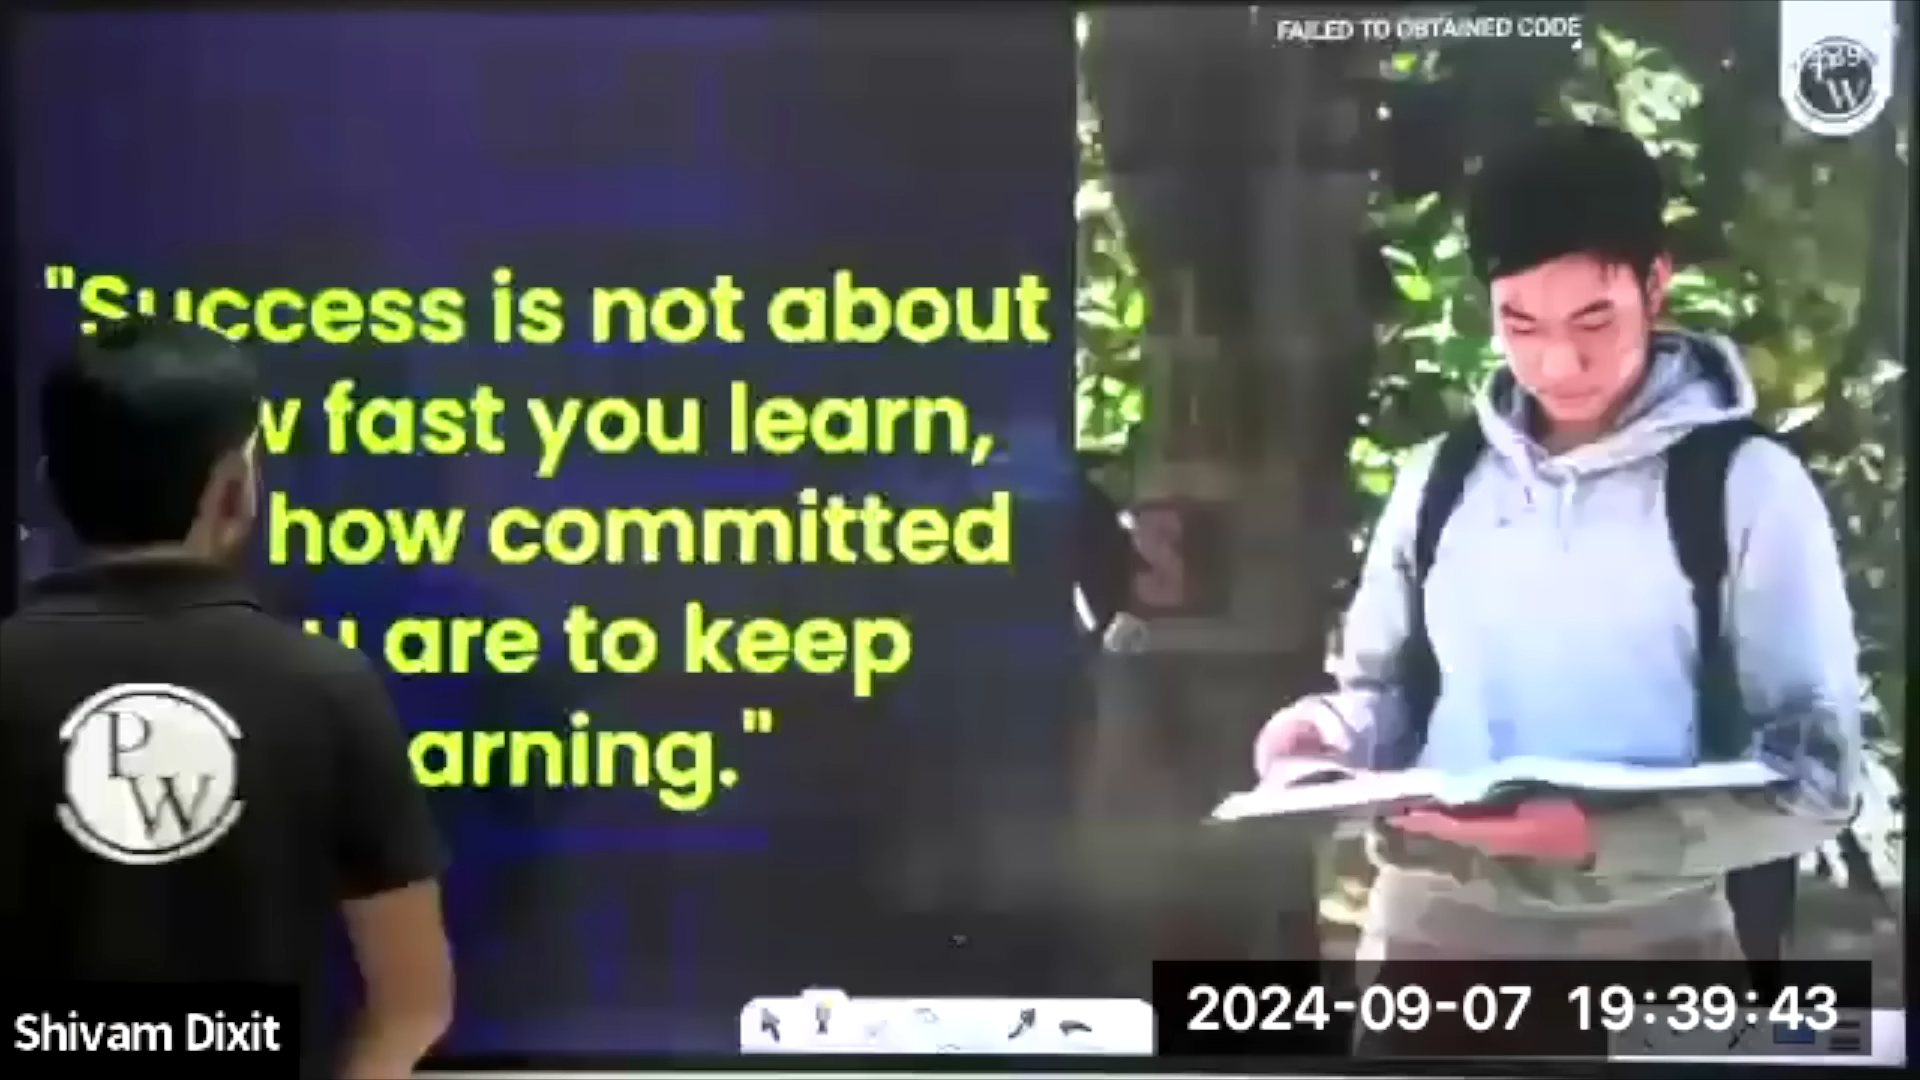 FAILED TO OBTAINED CODE
P
W
"Success is not about
w fast you learn,
how committed
u are to keep
arning."
P
W
Shivam Dixit
2024-09-07 19:39:43